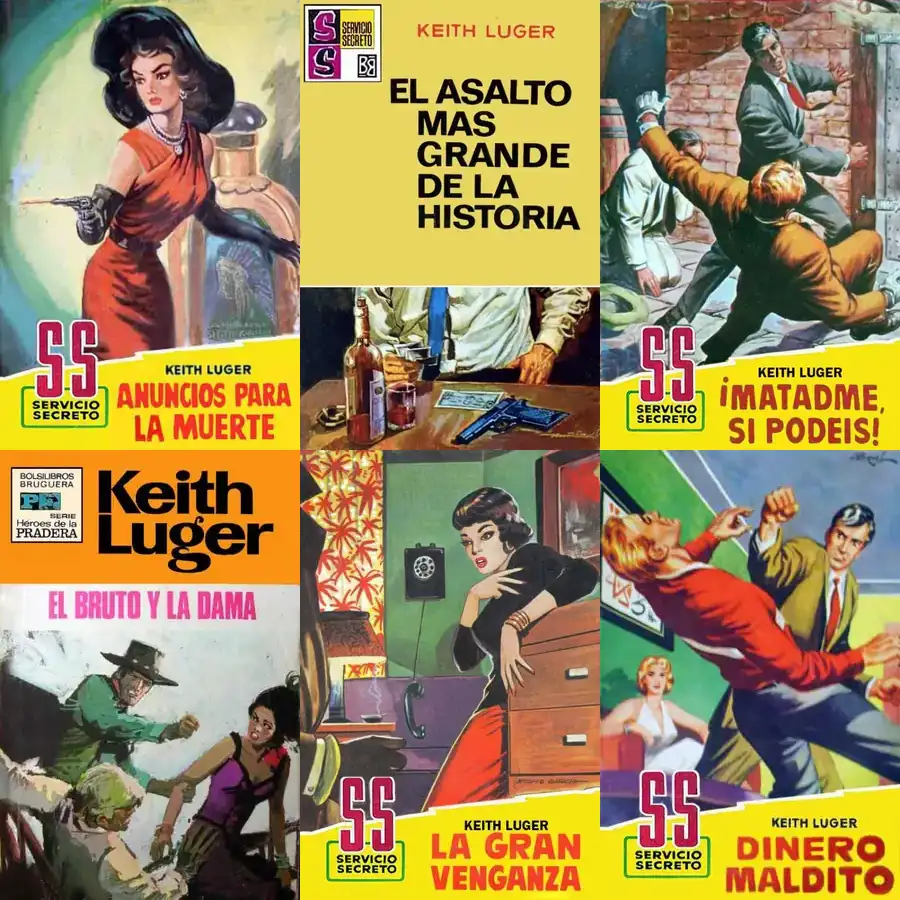 SS
SERVICIO
SECRETO
KEITH LUGER
ANUNCIOS PARA
LA MUERTE
SS
SERVICIO
SECRETO
BB
KEITH LUGER
EL ASALTO
MAS
GRANDE
DE LA
HISTORIA
SS
SERVICIO
SECRETO
KEITH LUGER
¡MATADME,
SI PODEIS!
BOLSILIBROS
BRUGUERA
SERIE
Héroes de la
PRADERA
Keith
Luger
EL BRUTO Y LA DAMA
SS
SERVICIO
SECRETO
KEITH LUGER
LA GRAN
VENGANZA
SS
SERVICIO
SECRETO
KEITH LUGER
DINERO
MALDITO